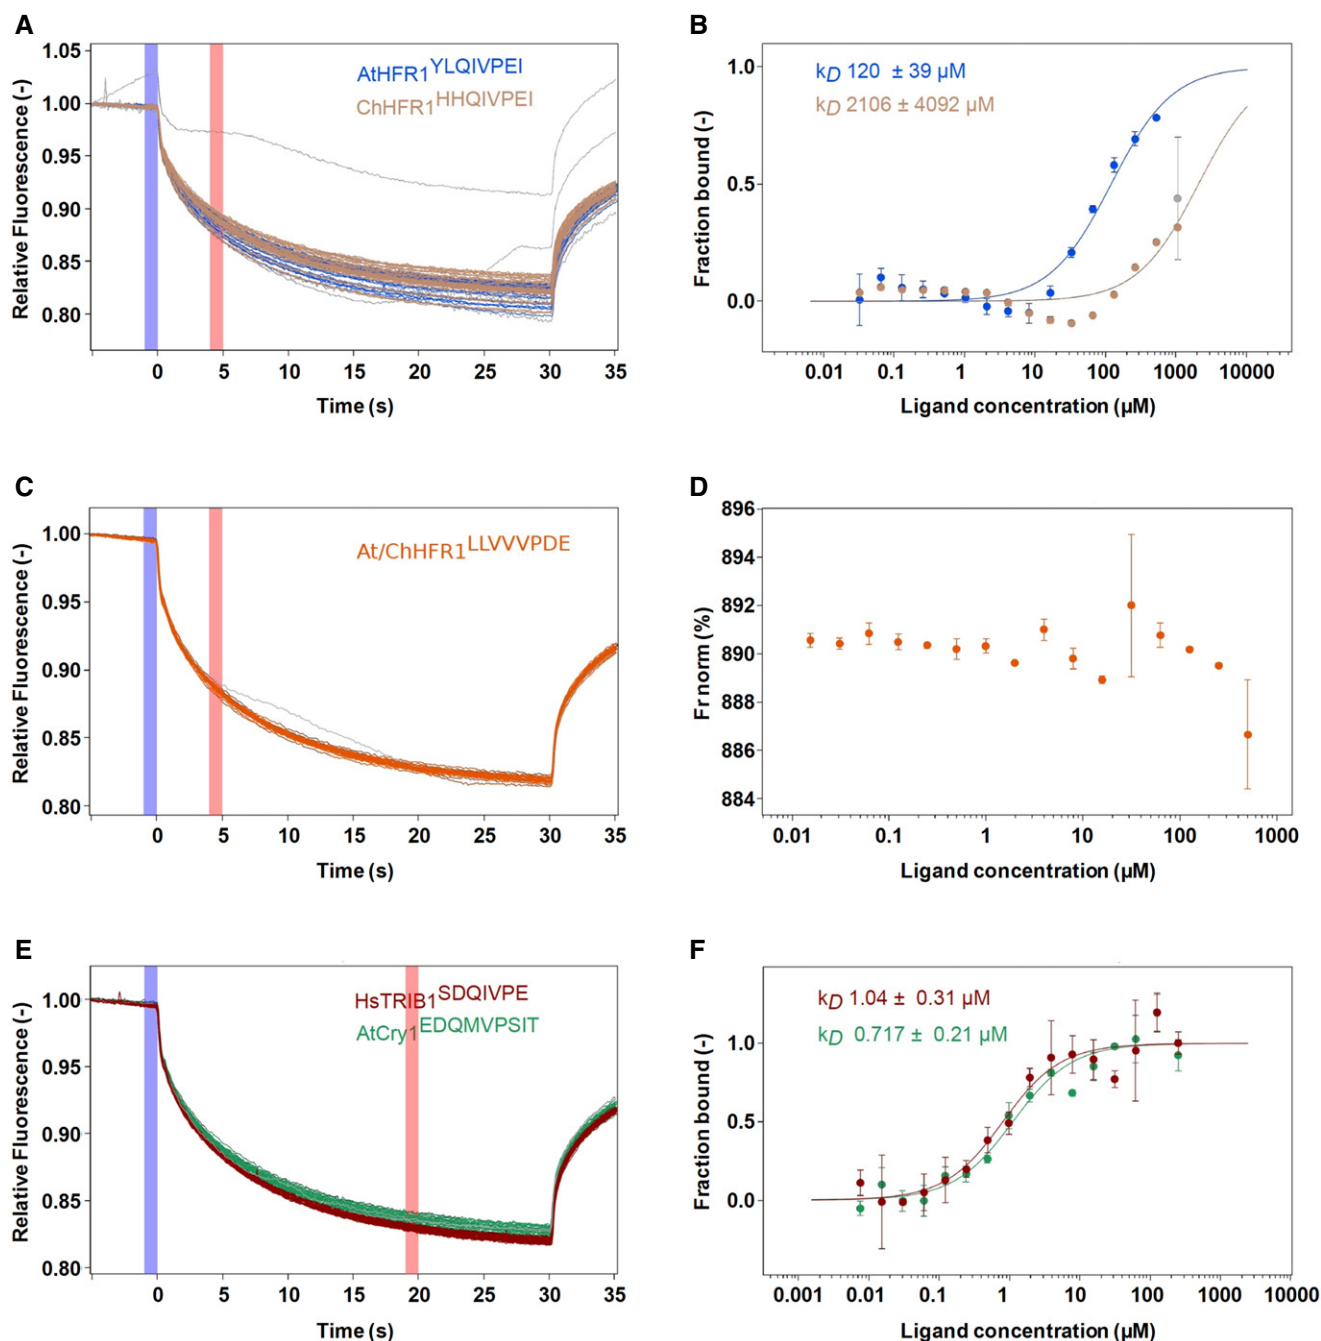 A
1.05
1.00
0.95
0.90
0.85
0.80
Relative Fluorescence (-)
AtHFR1YLQIVPEI
ChHFR1HHQIVPEI
0 5 10 15 20 25 30 35
Time (s)
B
1.0
0.5
0.0
Fraction bound (-)
kD 120 ± 39 µM
kD 2106 ± 4092 µM
0.01 0.1 1 10 100 1000 10000
Ligand concentration (µM)
C
1.00
0.95
0.90
0.85
0.80
Relative Fluorescence (-)
At/ChHFR1LLVVVPDE
0 5 10 15 20 25 30 35
Time (s)
D
896
894
892
890
888
886
884
Fr norm (%)
0.01 0.1 1 10 100 1000
Ligand concentration (µM)
E
1.00
0.95
0.90
0.85
0.80
Relative Fluorescence (-)
HsTRIB1SDQIVPE
AtCry1EDQMVPSIT
0 5 10 15 20 25 30 35
Time (s)
F
1.0
0.5
0.0
Fraction bound (-)
kD 1.04 ± 0.31 µM
kD 0.717 ± 0.21 µM
0.001 0.01 0.1 1 10 100 1000 10000
Ligand concentration (µM)